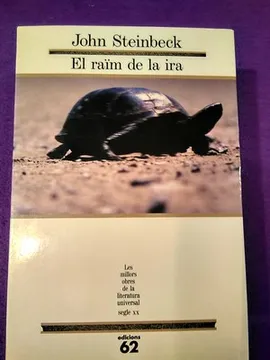 John Steinbeck
El raïm de la ira
Les
millors
obres
de la
literatura
universal
segle xx
edicions
62